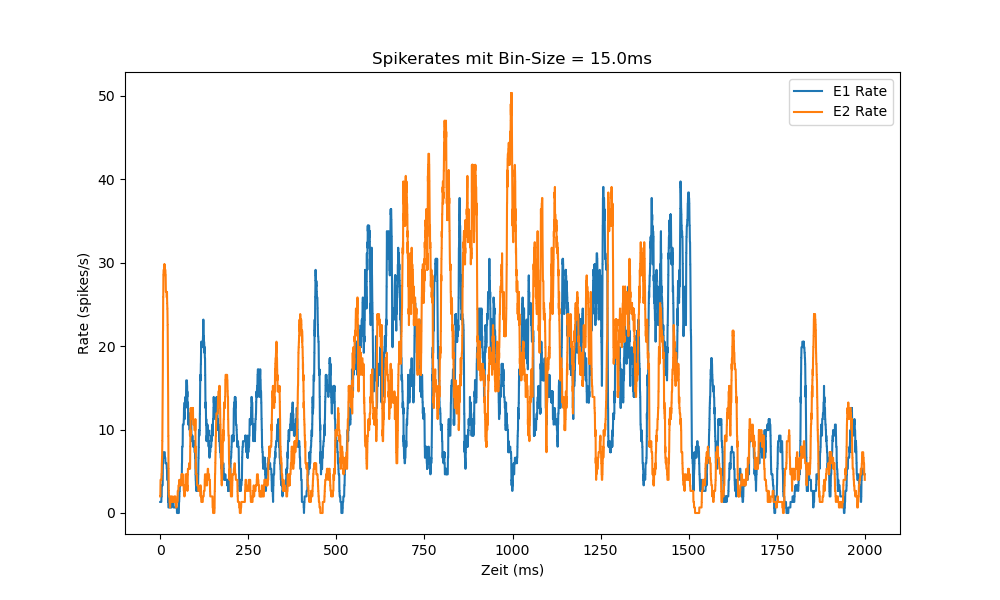 Spikerates mit Bin-Size = 15.0ms
E1 Rate
E2 Rate
Rate (spikes/s)
50
40
30
20
10
0
0 250 500 750 1000 1250 1500 1750 2000
Zeit (ms)